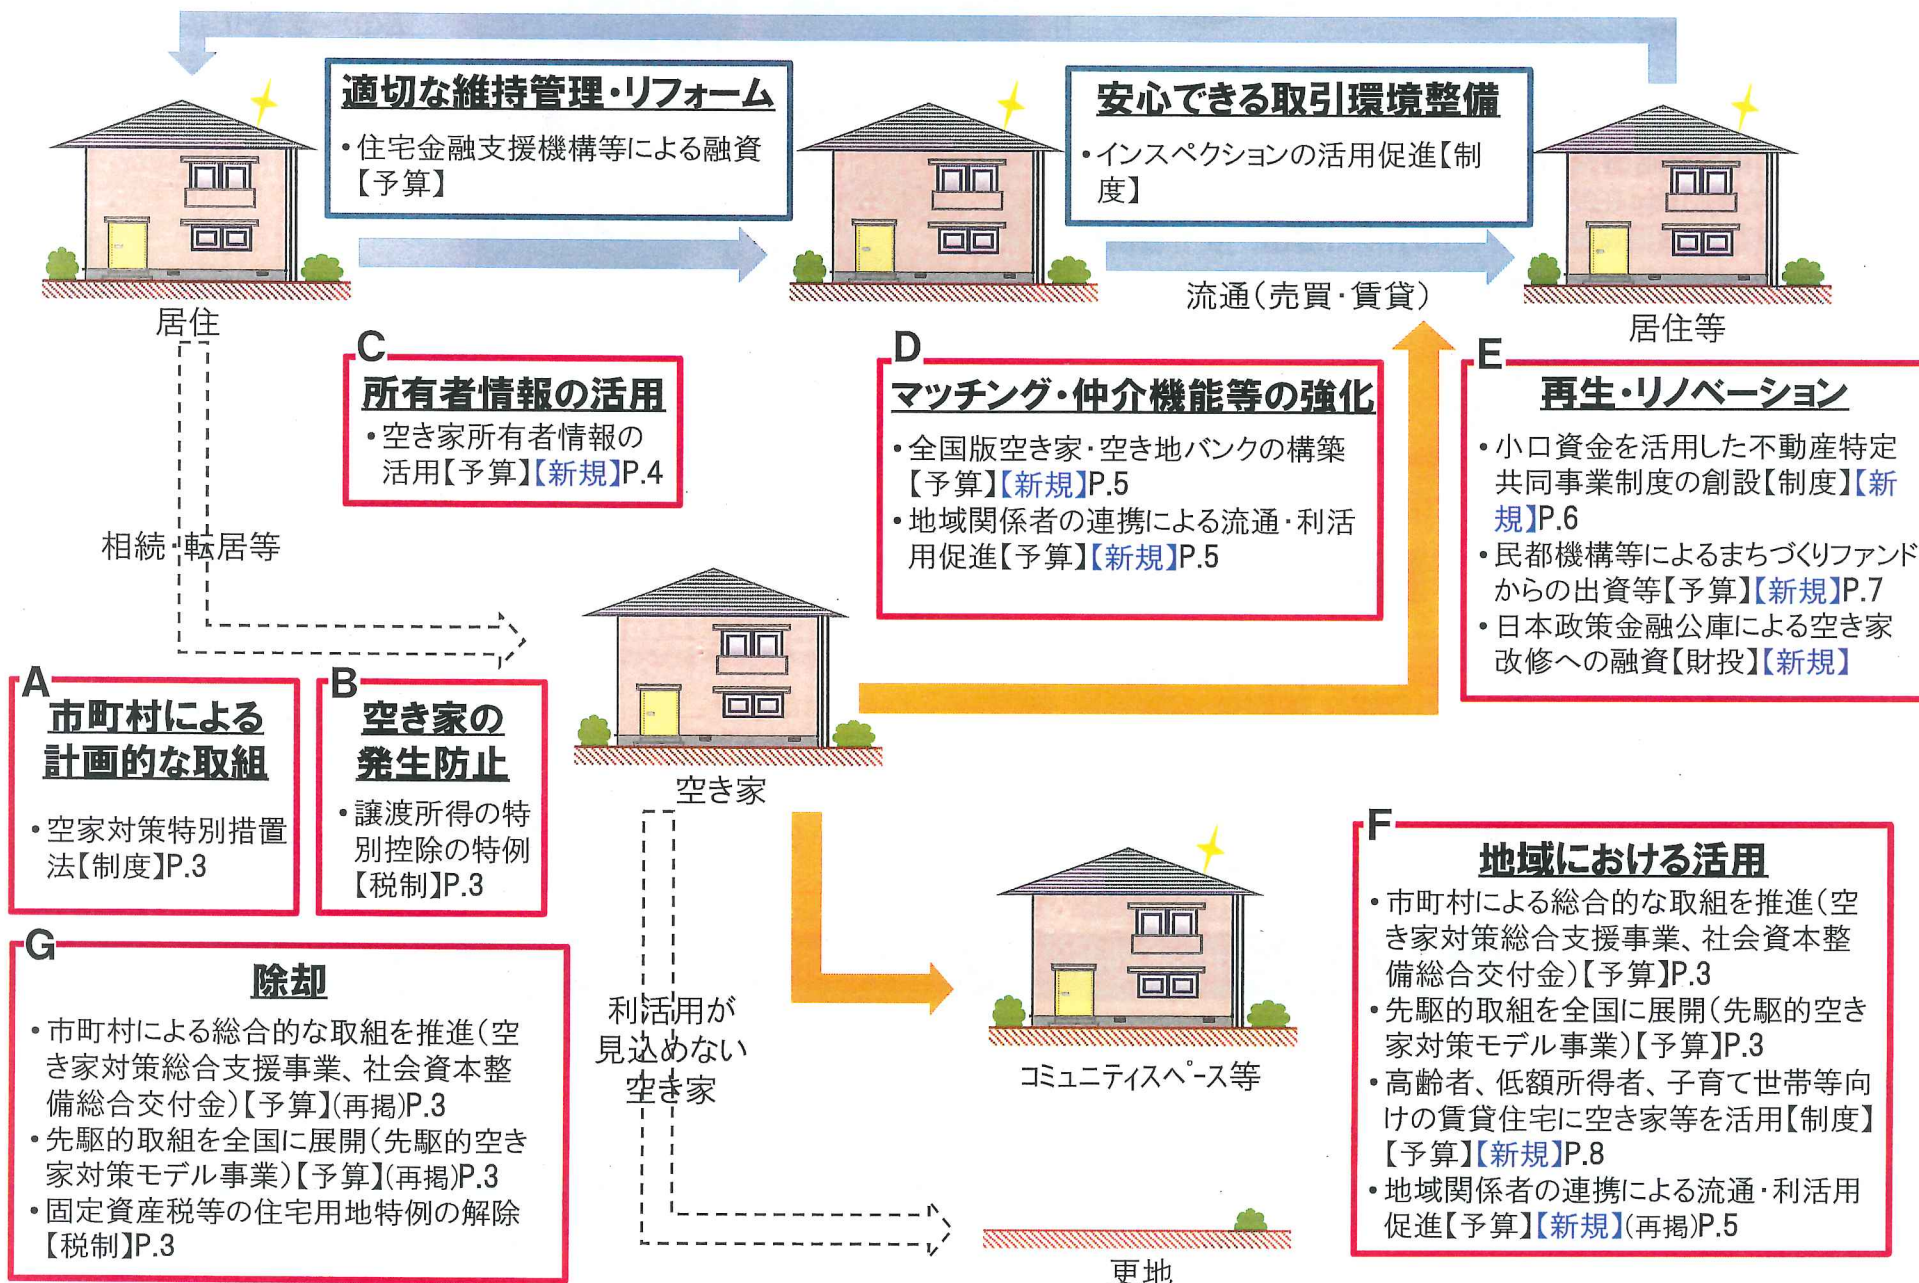 適切な維持管理・リフォーム
・住宅金融支援機構等による融資
【予算】
安心できる取引環境整備
・インスペクションの活用促進【制
度】
居住
流通(売買・賃貸)
居住等
C
所有者情報の活用
・空き家所有者情報の
活用【予算】【新規】P.4
D
マッチング・仲介機能等の強化
・全国版空き家・空き地バンクの構築
【予算】【新規】P.5
・地域関係者の連携による流通・利活
用促進【予算】【新規】P.5
E
再生・リノベーション
・小口資金を活用した不動産特定
共同事業制度の創設【制度】【新
規】P.6
・民都機構等によるまちづくりファンド
からの出資等【予算】【新規】P.7
・日本政策金融公庫による空き家
改修への融資【財投】【新規】
相続・転居等
A
市町村による
計画的な取組
・空家対策特別措置
法【制度】P.3
B
空き家の
発生防止
・譲渡所得の特
別控除の特例
【税制】P.3
空き家
G
除却
・市町村による総合的な取組を推進(空
き家対策総合支援事業、社会資本整
備総合交付金)【予算】(再掲)P.3
・先駆的取組を全国に展開(先駆的空き
家対策モデル事業)【予算】(再掲)P.3
・固定資産税等の住宅用地特例の解除
【税制】P.3
利活用が
見込めない
空き家
コミュニティスペース等
更地
F
地域における活用
・市町村による総合的な取組を推進(空
き家対策総合支援事業、社会資本整
備総合交付金)【予算】P.3
・先駆的取組を全国に展開(先駆的空き
家対策モデル事業)【予算】P.3
・高齢者、低額所得者、子育て世帯等向
けの賃貸住宅に空き家等を活用【制度】
【予算】【新規】P.8
・地域関係者の連携による流通・利活用
促進【予算】【新規】(再掲)P.5